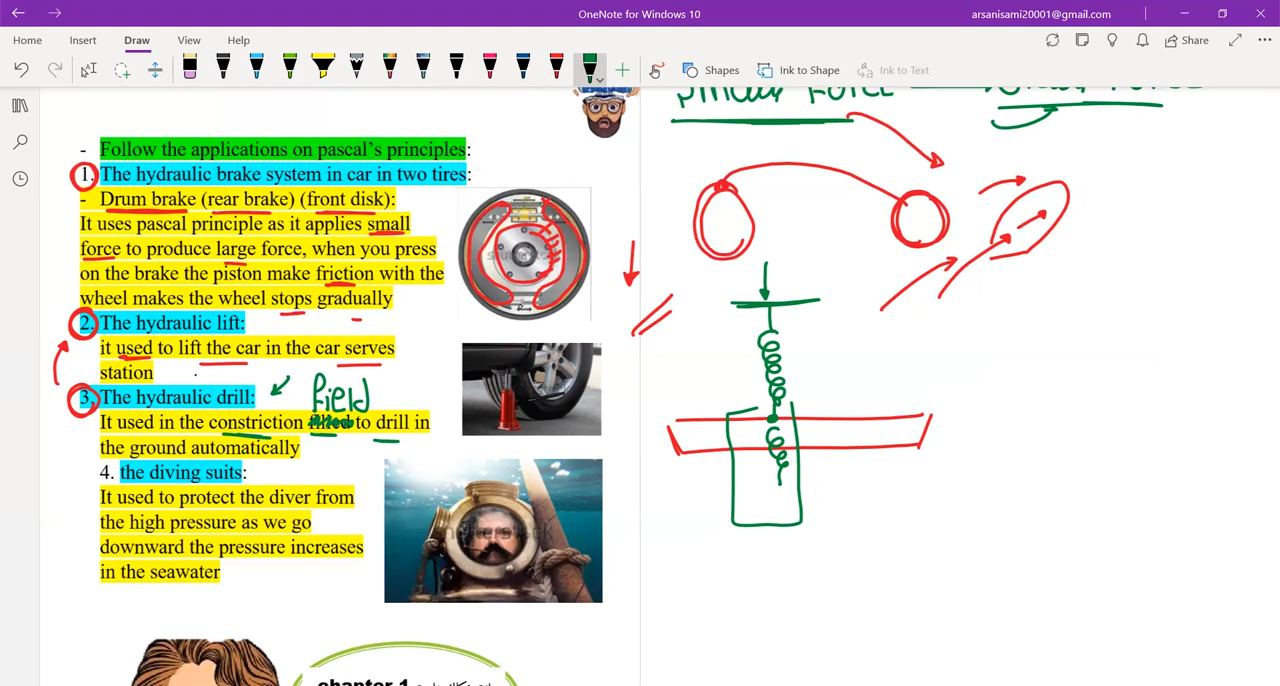 OneNote for Windows 10
arsanisami20001@gmail.com
Home Insert Draw View Help
Share
Shapes Ink to Shape Ink to Text
- Follow the applications on pascal's principles:
1. The hydraulic brake system in car in two tires:
- Drum brake (rear brake) (front disk):
It uses pascal principle as it applies small
force to produce large force, when you press
on the brake the piston make friction with the
wheel makes the wheel stops gradually
2. The hydraulic lift:
it used to lift the car in the car serves
station
3. The hydraulic drill:
field
It used in the constriction filled to drill in
the ground automatically
4. the diving suits:
It used to protect the diver from
the high pressure as we go
downward the pressure increases
in the seawater
chapter 1
Force
Force